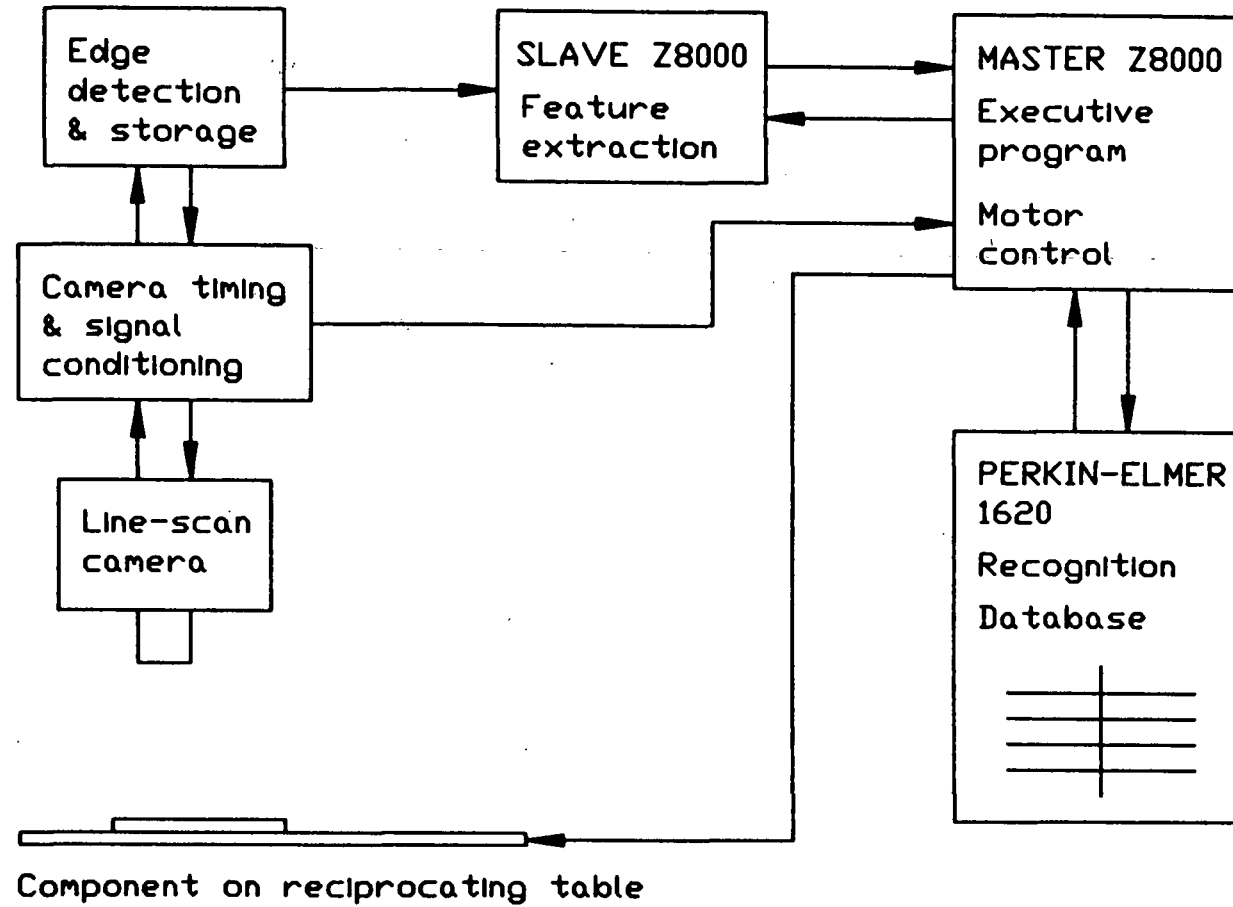 Edge
detection
& storage
SLAVE Z8000
Feature
extraction
MASTER Z8000
Executive
program
Motor
control
Camera timing
& signal
conditioning
Line-scan
camera
PERKIN-ELMER
1620
Recognition
Database
Component on reciprocating table